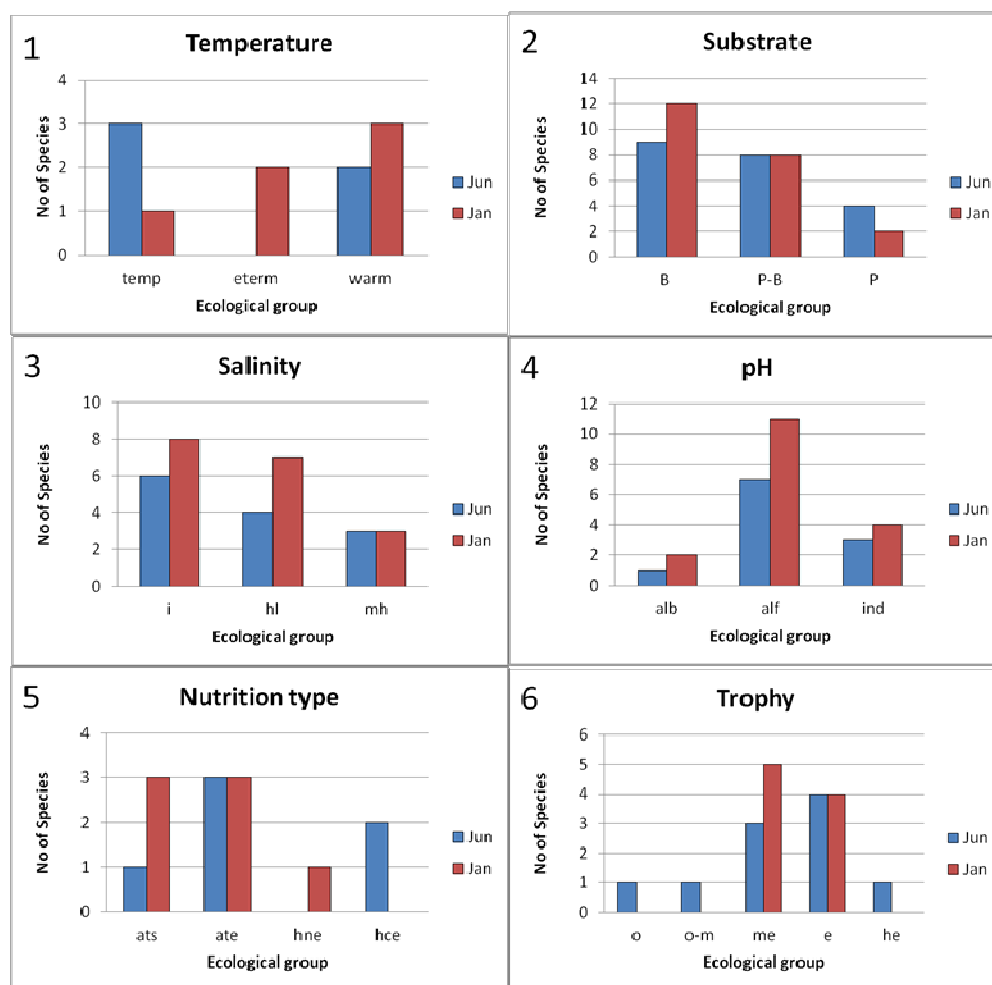 1
Temperature
4
3
2
1
0
No of Species
temp eterm warm
Ecological group
Jun
Jan
2
Substrate
14
12
10
8
6
4
2
0
No of Species
B P-B P
Ecological group
Jun
Jan
3
Salinity
10
8
6
4
2
0
No of Species
i hl mh
Ecological group
Jun
Jan
4
pH
12
10
8
6
4
2
0
No of Species
alb alf ind
Ecological group
Jun
Jan
5
Nutrition type
4
3
2
1
0
No of Species
ats ate hne hce
Ecological group
Jun
Jan
6
Trophy
6
5
4
3
2
1
0
No of Species
o o-m me e he
Ecological group
Jun
Jan